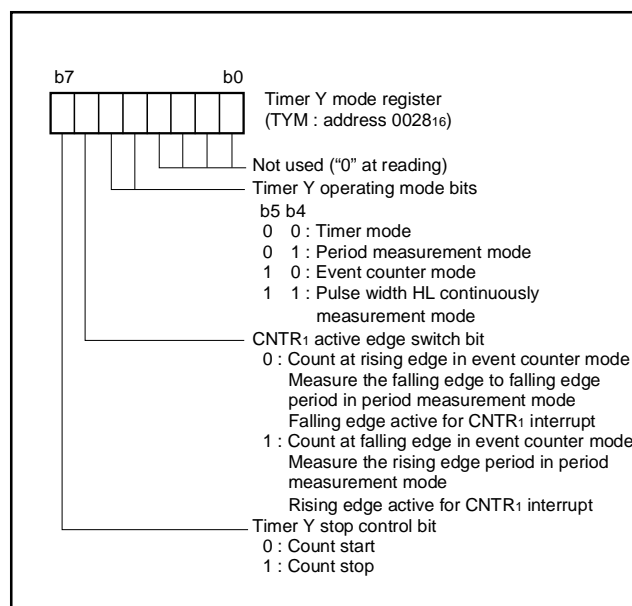 b7 b0
Timer Y mode register
(TYM : address 002816)
Not used (“0” at reading)
Timer Y operating mode bits
b5 b4
0 0 : Timer mode
0 1 : Period measurement mode
1 0 : Event counter mode
1 1 : Pulse width HL continuously
measurement mode
CNTR1 active edge switch bit
0 : Count at rising edge in event counter mode
Measure the falling edge to falling edge
period in period measurement mode
Falling edge active for CNTR1 interrupt
1 : Count at falling edge in event counter mode
Measure the rising edge period in period
measurement mode
Rising edge active for CNTR1 interrupt
Timer Y stop control bit
0 : Count start
1 : Count stop